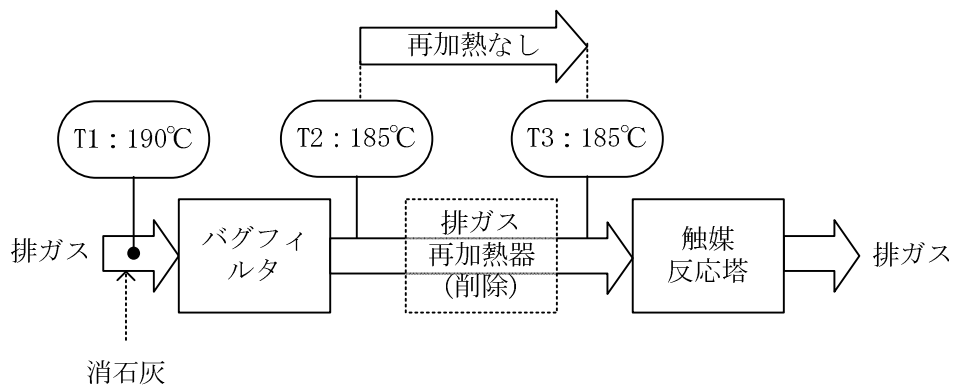 再加熱なし
T1：190℃
T2：185℃
T3：185℃
排ガス
バグフィ
ルタ
排ガス
再加熱器
(削除)
触媒
反応塔
排ガス
消石灰